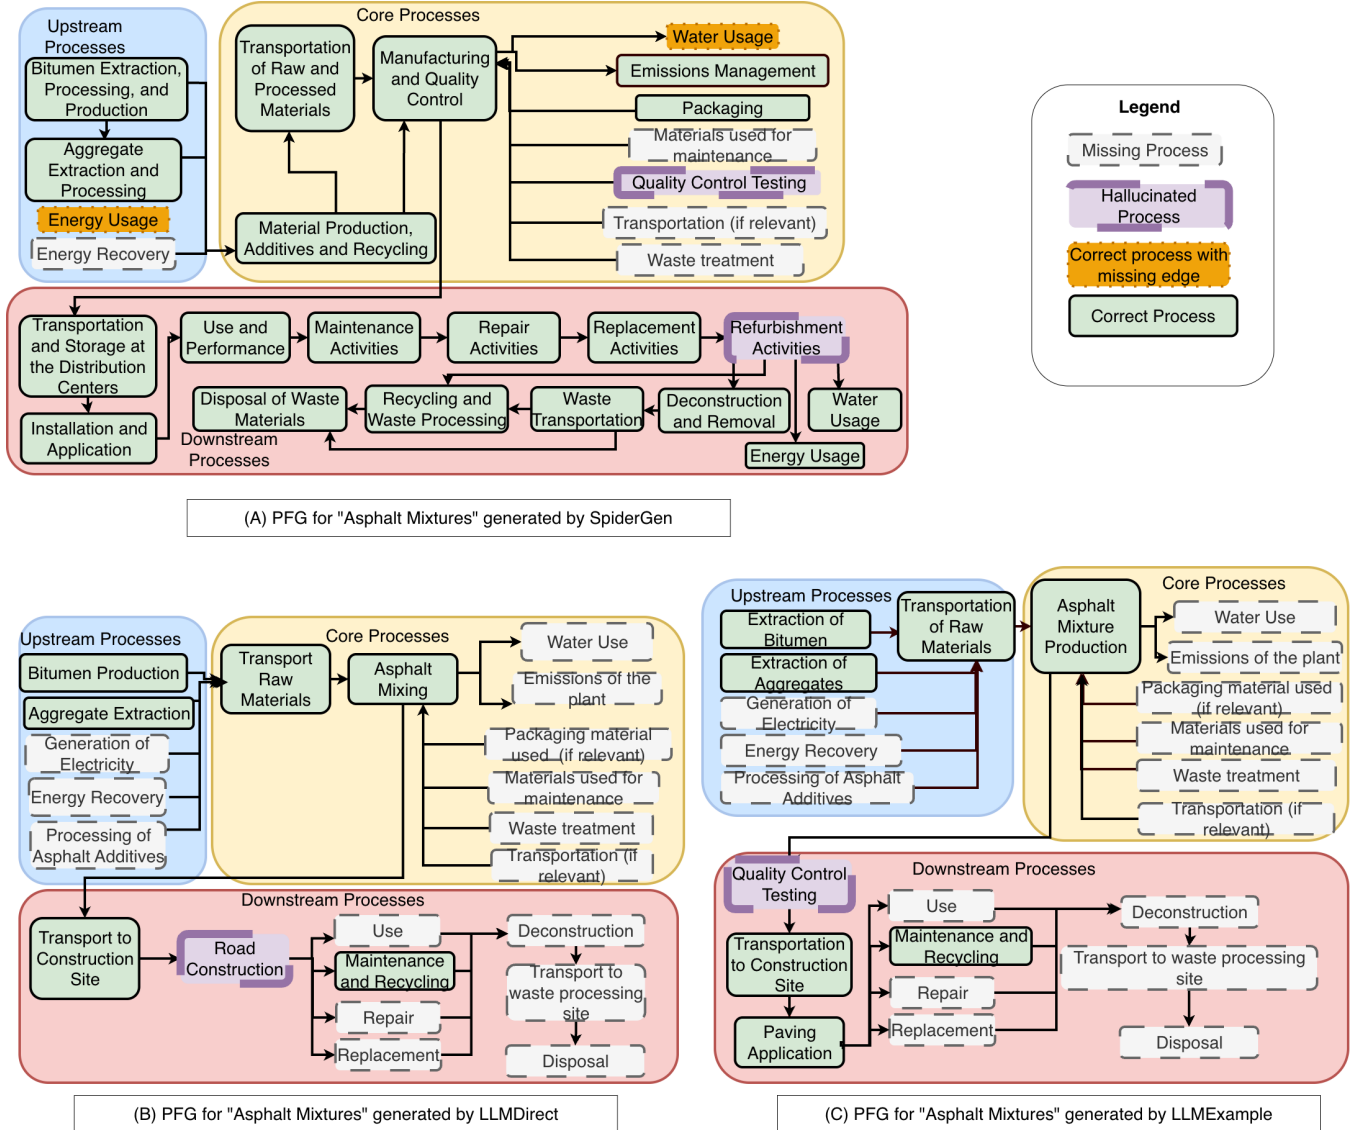 Upstream
Processes
Bitumen Extraction,
Processing, and
Production
Aggregate
Extraction and
Processing
Energy Usage
Energy Recovery
Core Processes
Transportation
of Raw and
Processed
Materials
Manufacturing
and Quality
Control
Material Production,
Additives and Recycling
Water Usage
Emissions Management
Packaging
Materials used for
maintenance
Quality Control Testing
Transportation (if relevant)
Waste treatment
Legend
Missing Process
Hallucinated
Process
Correct process with
missing edge
Correct Process
Transportation
and Storage at
the Distribution
Centers
Installation and
Application
Use and
Performance
Maintenance
Activities
Repair
Activities
Replacement
Activities
Refurbishment
Activities
Disposal of Waste
Materials
Recycling and
Waste Processing
Waste
Transportation
Deconstruction
and Removal
Water
Usage
Energy Usage
Downstream
Processes
(A) PFG for "Asphalt Mixtures" generated by SpiderGen
Upstream Processes
Bitumen Production
Aggregate Extraction
Generation of
Electricity
Energy Recovery
Processing of
Asphalt Additives
Core Processes
Transport
Raw
Materials
Asphalt
Mixing
Water Use
Emissions of the
plant
Packaging material
used (if relevant)
Materials used for
maintenance
Waste treatment
Transportation (if
relevant)
Downstream Processes
Transport to
Construction
Site
Road
Construction
Use
Maintenance
and Recycling
Repair
Replacement
Deconstruction
Transport to
waste processing
site
Disposal
(B) PFG for "Asphalt Mixtures" generated by LLMDirect
Upstream Processes
Extraction of
Bitumen
Extraction of
Aggregates
Generation of
Electricity
Energy Recovery
Processing of Asphalt
Additives
Transportation
of Raw
Materials
Core Processes
Asphalt
Mixture
Production
Water Use
Emissions of the plant
Packaging material used
(if relevant)
Materials used for
maintenance
Waste treatment
Transportation (if
relevant)
Downstream Processes
Quality Control
Testing
Transportation
to Construction
Site
Paving
Application
Use
Maintenance and
Recycling
Repair
Replacement
Deconstruction
Transport to waste processing
site
Disposal
(C) PFG for "Asphalt Mixtures" generated by LLMExample